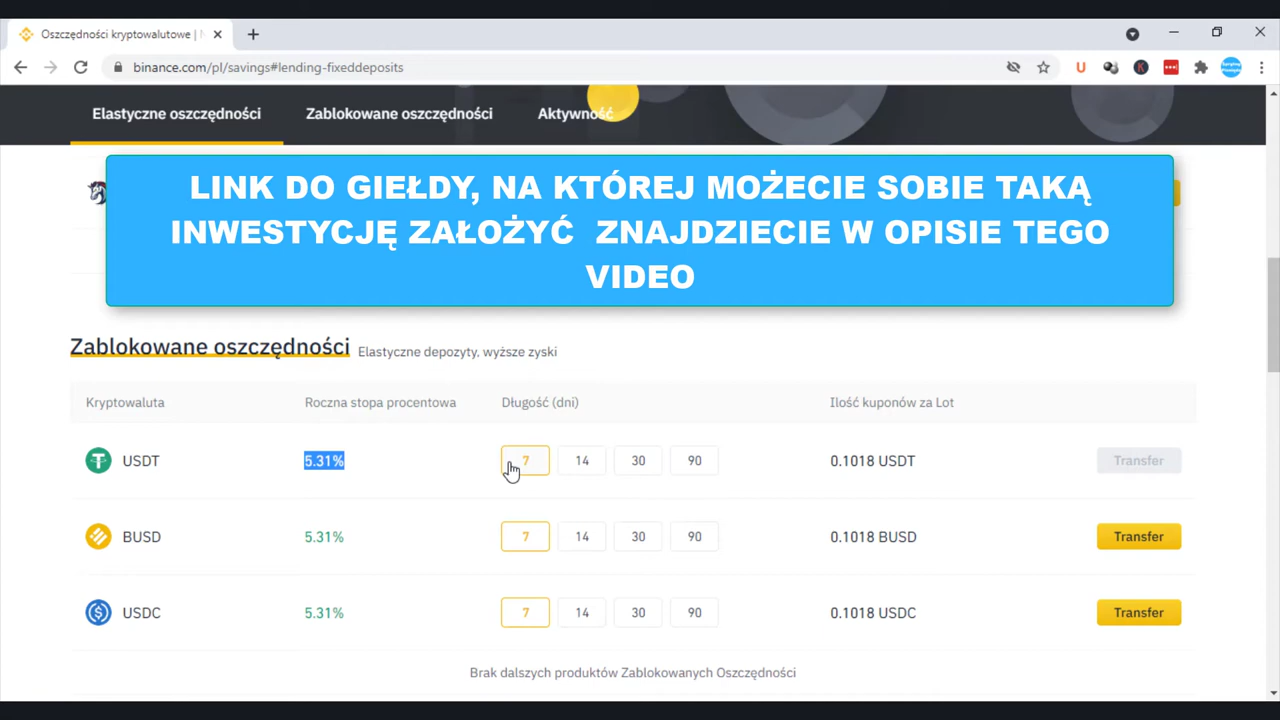 Oszczędności kryptowalutowe |
binance.com/pl/savings#lending-fixeddeposits
Elastyczne oszczędności Zablokowane oszczędności Aktywność
LINK DO GIEŁDY, NA KTÓREJ MOŻECIE SOBIE TAKĄ
INWESTYCJĘ ZAŁOŻYĆ ZNAJDZIECIE W OPISIE TEGO
VIDEO
Zablokowane oszczędności Elastyczne depozyty, wyższe zyski
Kryptowaluta Roczna stopa procentowa Długość (dni) Ilość kuponów za Lot
USDT 5.31% 7 14 30 90 0.1018 USDT Transfer
BUSD 5.31% 7 14 30 90 0.1018 BUSD Transfer
USDC 5.31% 7 14 30 90 0.1018 USDC Transfer
Brak dalszych produktów Zablokowanych Oszczędności